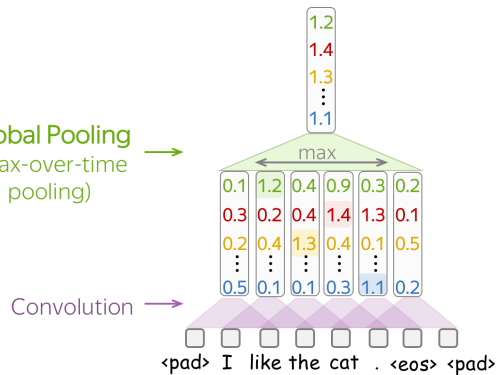 1.2
1.4
1.3
1.1
obal Pooling
ax-over-time
pooling)
max
0.1 1.2 0.4 0.9 0.3 0.2
0.3 0.2 0.4 1.4 1.3 0.1
0.2 0.4 1.3 0.4 0.1 0.5
0.5 0.1 0.1 0.3 1.1 0.2
Convolution
<pad> I like the cat . <eos> <pad>